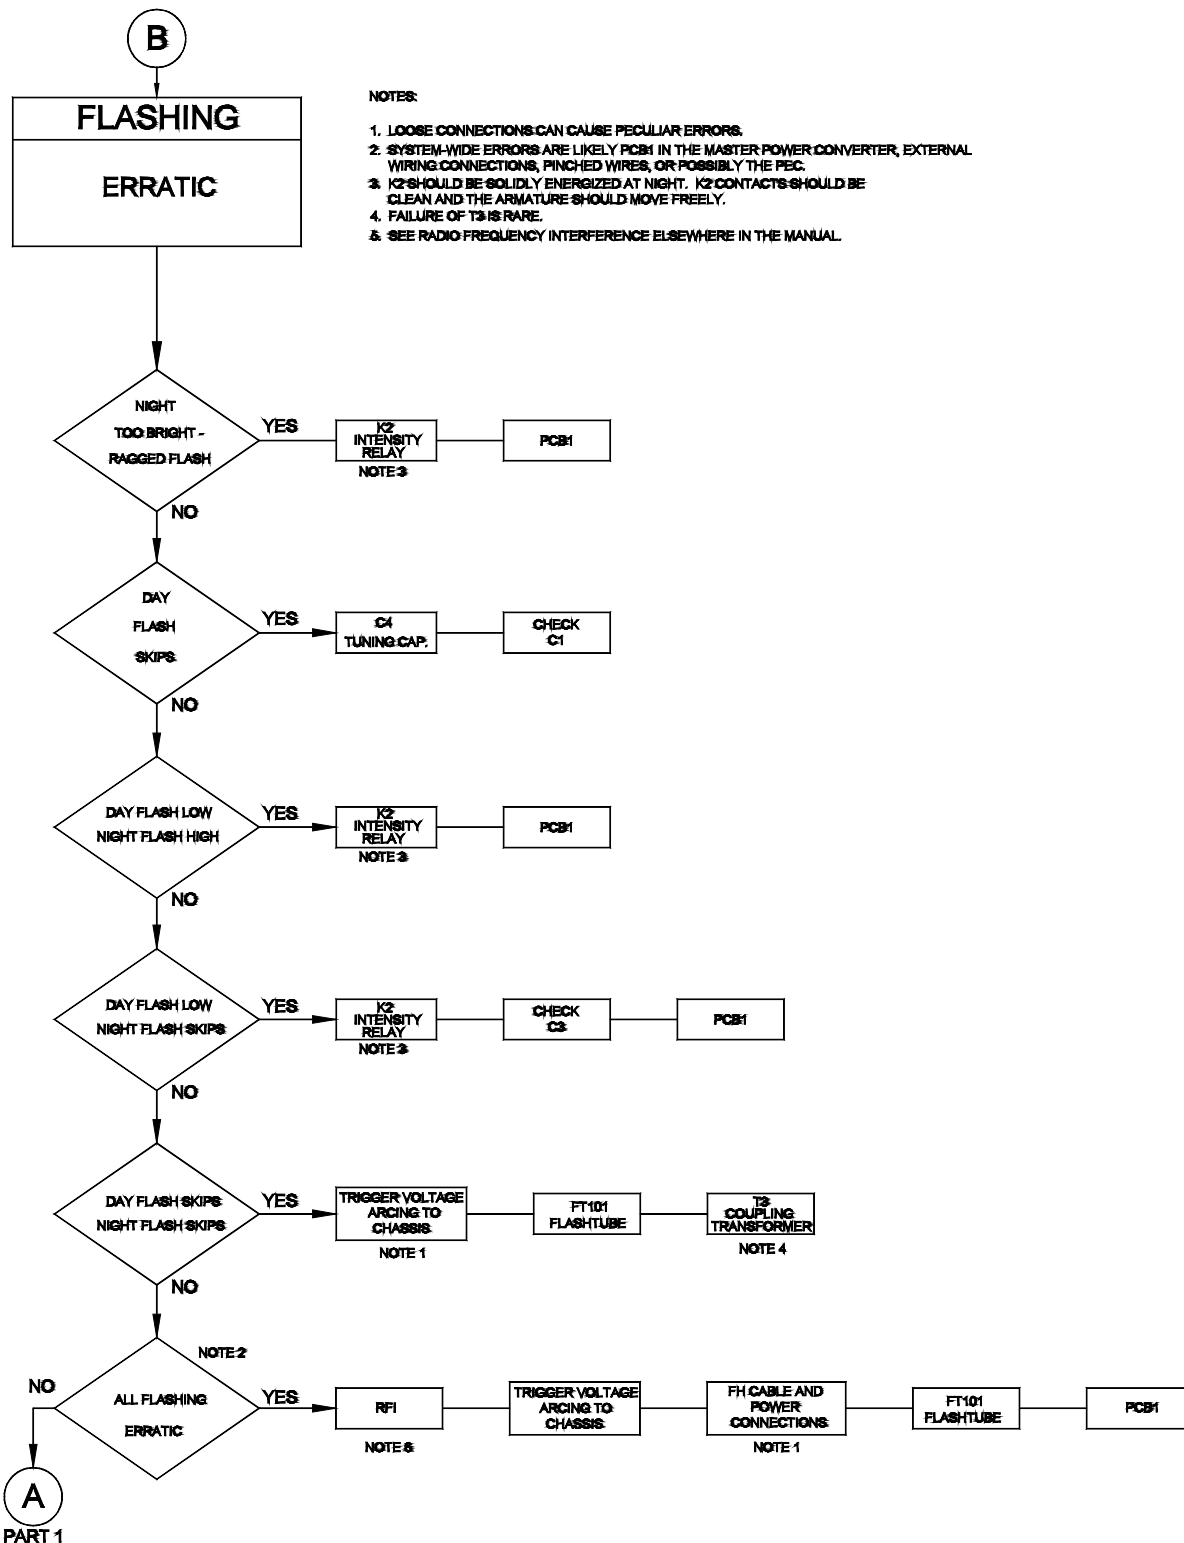 B
FLASHING
ERRATIC
NOTES:
1. LOOSE CONNECTIONS CAN CAUSE PECULIAR ERRORS.
2. SYSTEM-WIDE ERRORS ARE LIKELY PCB1 IN THE MASTER POWER CONVERTER, EXTERNAL
WIRING CONNECTIONS, PINCHED WIRES, OR POSSIBLY THE PEC.
3. K2 SHOULD BE SOLIDLY ENERGIZED AT NIGHT. K2 CONTACTS SHOULD BE
CLEAN AND THE ARMATURE SHOULD MOVE FREELY.
4. FAILURE OF T3 IS RARE.
5. SEE RADIO FREQUENCY INTERFERENCE ELSEWHERE IN THE MANUAL.
NIGHT
TOO BRIGHT -
RAGGED FLASH
YES
K2
INTENSITY
RELAY
NOTE 3
PCB1
NO
DAY
FLASH
SKIPS
YES
C4
TUNING CAP.
CHECK
C1
NO
DAY FLASH LOW
NIGHT FLASH HIGH
YES
K2
INTENSITY
RELAY
NOTE 3
PCB1
NO
DAY FLASH LOW
NIGHT FLASH SKIPS
YES
K2
INTENSITY
RELAY
NOTE 3
CHECK
C3
PCB1
NO
DAY FLASH SKIPS
NIGHT FLASH SKIPS
YES
TRIGGER VOLTAGE
ARCING TO
CHASSIS
NOTE 1
FT101
FLASHTUBE
T3
COUPLING
TRANSFORMER
NOTE 4
NO
NOTE 2
ALL FLASHING
ERRATIC
YES
RFI
NOTE 5
TRIGGER VOLTAGE
ARCING TO
CHASSIS
FH CABLE AND
POWER
CONNECTIONS
NOTE 1
FT101
FLASHTUBE
PCB1
NO
A
PART 1